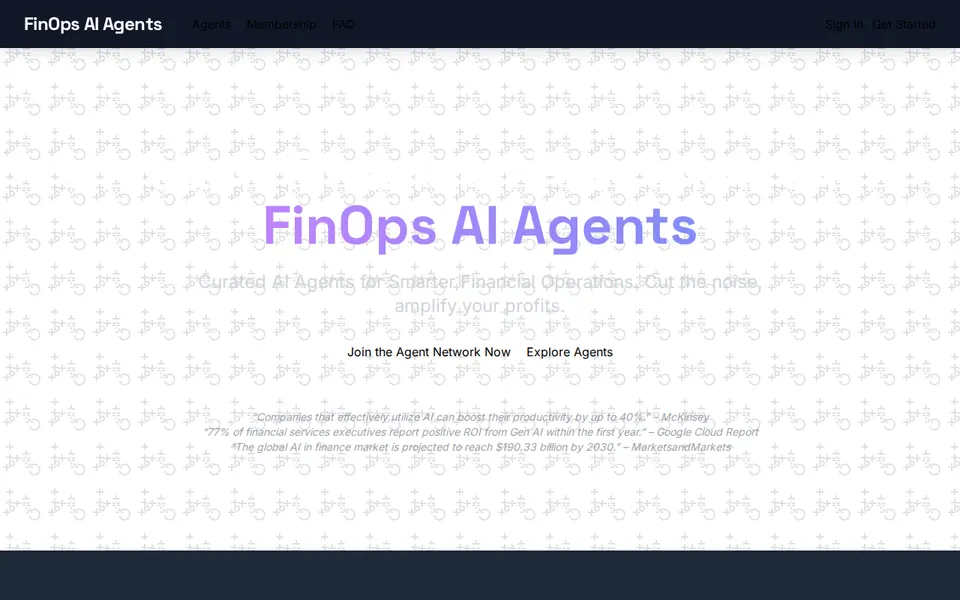 FinOps AI Agents
Agents Membership FAQ
Sign In Get Started
FinOps AI Agents
Curated AI Agents for Smarter Financial Operations. Cut the noise,
amplify your profits.
Join the Agent Network Now Explore Agents
“Companies that effectively utilize AI can boost their productivity by up to 40%.” – McKinsey
“77% of financial services executives report positive ROI from Gen AI within the first year.” – Google Cloud Report
“The global AI in finance market is projected to reach $190.33 billion by 2030.” – MarketsandMarkets